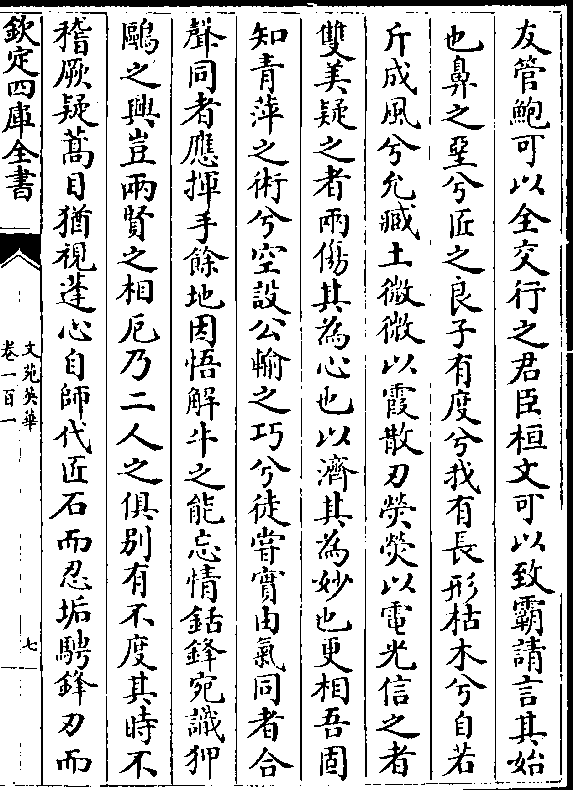 友管鮑可以全交行之君臣桓文可以致霸請言其始
也鼻之堊兮匠之良子有度兮我有長形枯木兮自若
斤成風兮允臧土微微以霞散刃熒熒以電光信之者
雙美疑之者兩傷其為心也以濟其為妙也更相吾固
知青萍之術兮空設公輸之巧兮徒嘗實由氣同者合
聲同者應揮手餘地因悟解牛之能忘情銛鋒宛識狎
鷗之興豈兩賢之相厄乃二人之俱别有不度其時不
稽厥疑蒿目猶視蓬心自師代匠石而忍垢騁鋒刃而
欽定四庫全書
文苑英華
卷一百一
七